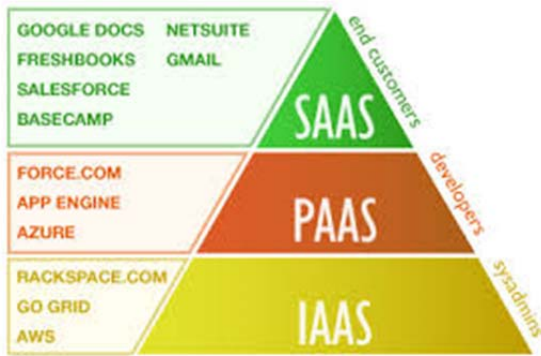 GOOGLE DOCS NETSUITE
FRESHBOOKS GMAIL
SALESFORCE
BASECAMP
SAAS
end customers
FORCE.COM
APP ENGINE
AZURE
PAAS
developers
RACKSPACE.COM
GO GRID
AWS
IAAS
sysadmins